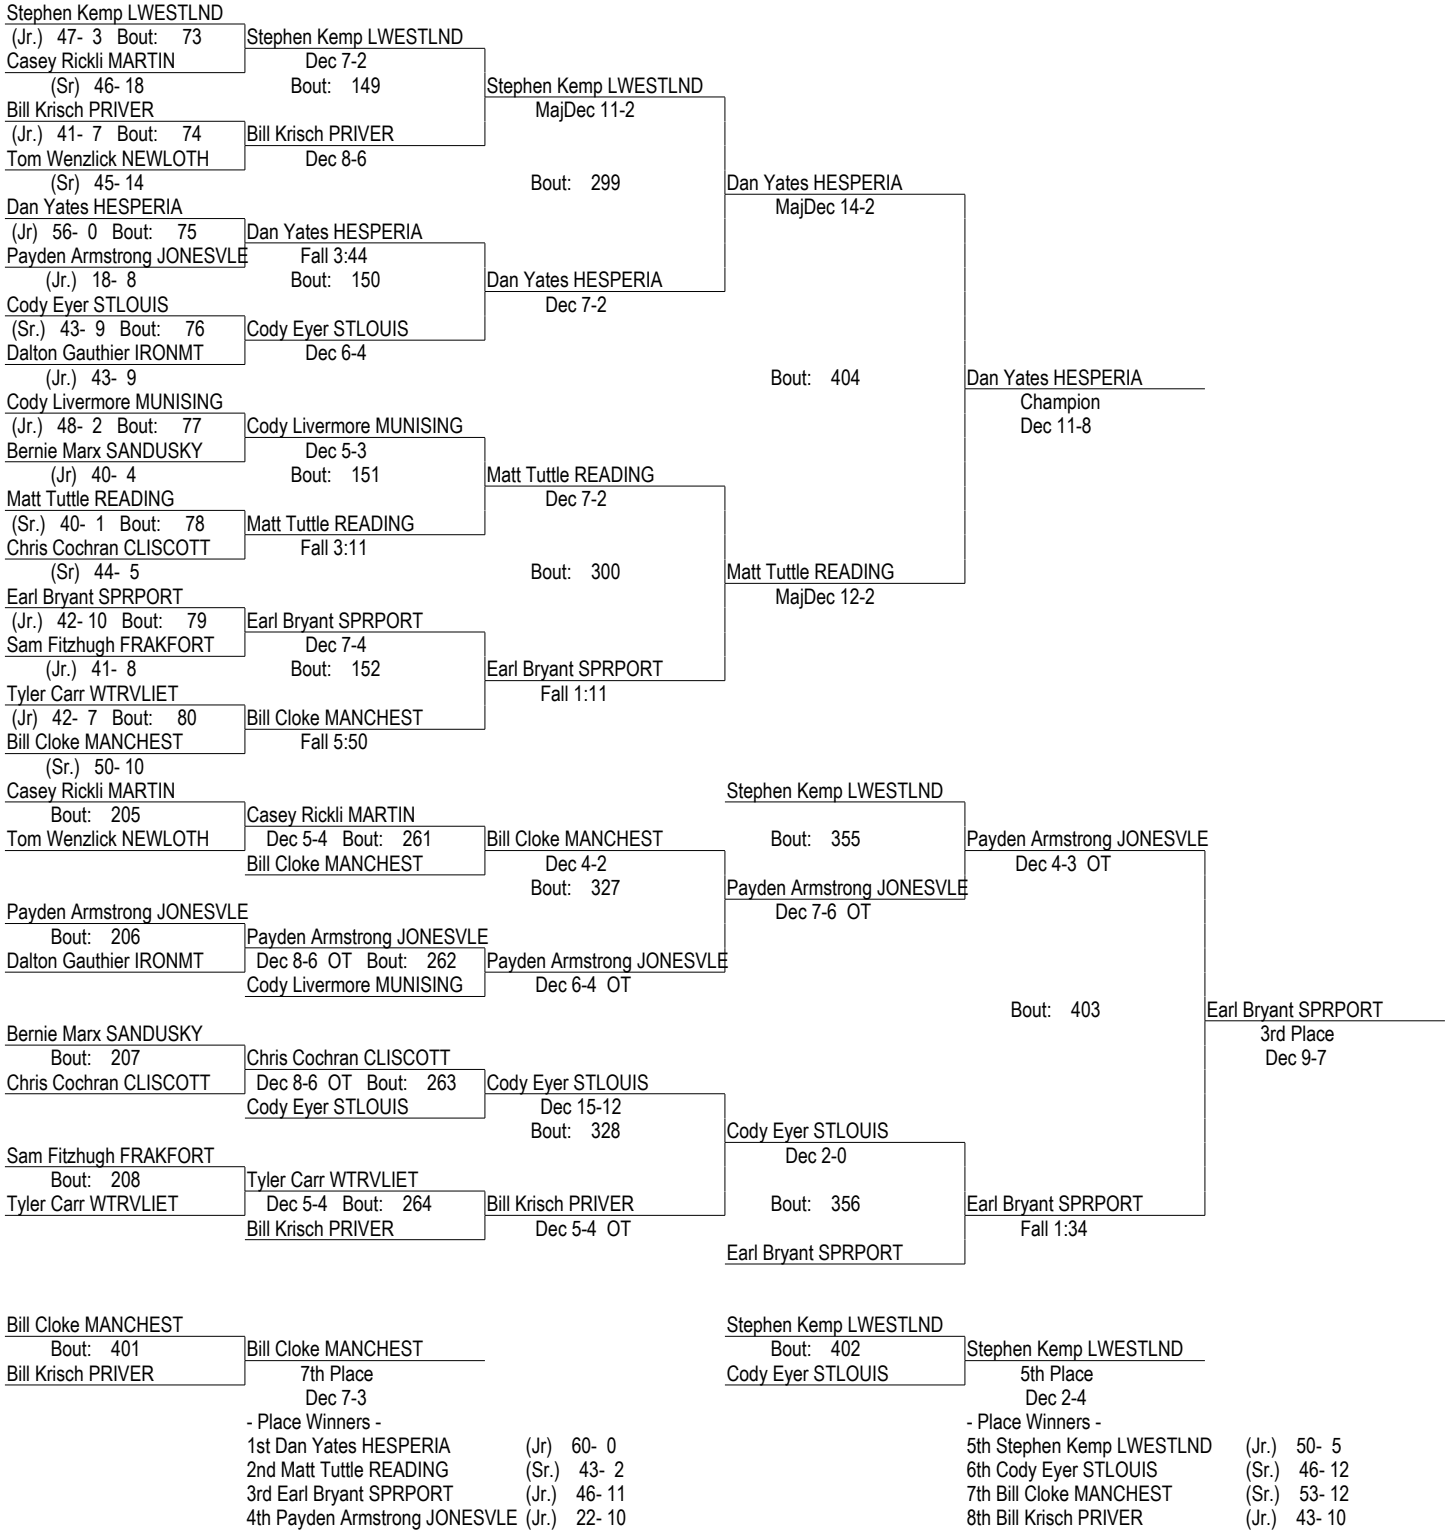 Stephen Kemp LWESTLND
(Jr.) 47- 3 Bout: 73 Stephen Kemp LWESTLND
Casey Rickli MARTIN Dec 7-2
(Sr) 46- 18 Bout: 149 Stephen Kemp LWESTLND
Bill Krisch PRIVER MajDec 11-2
(Jr.) 41- 7 Bout: 74 Bill Krisch PRIVER
Tom Wenzlick NEWLOTH Dec 8-6
(Sr) 45- 14 Bout: 299 Dan Yates HESPERIA
Dan Yates HESPERIA MajDec 14-2
(Jr) 56- 0 Bout: 75 Dan Yates HESPERIA
Payden Armstrong JONESVLE Fall 3:44
(Jr.) 18- 8 Bout: 150 Dan Yates HESPERIA
Cody Eyer STLOUIS Dec 7-2
(Sr.) 43- 9 Bout: 76 Cody Eyer STLOUIS
Dalton Gauthier IRONMT Dec 6-4
(Jr.) 43- 9 Bout: 404 Dan Yates HESPERIA
Cody Livermore MUNISING Champion
(Jr.) 48- 2 Bout: 77 Cody Livermore MUNISING Dec 11-8
Bernie Marx SANDUSKY Dec 5-3
(Jr) 40- 4 Bout: 151 Matt Tuttle READING
Matt Tuttle READING Dec 7-2
(Sr.) 40- 1 Bout: 78 Matt Tuttle READING
Chris Cochran CLISCOTT Fall 3:11
(Sr) 44- 5 Bout: 300 Matt Tuttle READING
Earl Bryant SPRPORT MajDec 12-2
(Jr.) 42- 10 Bout: 79 Earl Bryant SPRPORT
Sam Fitzhugh FRAKFORT Dec 7-4
(Jr.) 41- 8 Bout: 152 Earl Bryant SPRPORT
Tyler Carr WTRVLIET Fall 1:11
(Jr) 42- 7 Bout: 80 Bill Cloke MANCHEST
Bill Cloke MANCHEST Fall 5:50
(Sr.) 50- 10
Casey Rickli MARTIN Stephen Kemp LWESTLND
Bout: 205 Casey Rickli MARTIN
Tom Wenzlick NEWLOTH Dec 5-4 Bout: 261 Bill Cloke MANCHEST Bout: 355 Payden Armstrong JONESVLE
Bill Cloke MANCHEST Dec 4-2 Dec 4-3 OT
Bout: 327 Payden Armstrong JONESVLE
Payden Armstrong JONESVLE Dec 7-6 OT
Bout: 206 Payden Armstrong JONESVLE
Dalton Gauthier IRONMT Dec 8-6 OT Bout: 262 Payden Armstrong JONESVLE
Cody Livermore MUNISING Dec 6-4 OT
Bout: 403 Earl Bryant SPRPORT
Bernie Marx SANDUSKY 3rd Place
Bout: 207 Chris Cochran CLISCOTT Dec 9-7
Chris Cochran CLISCOTT Dec 8-6 OT Bout: 263 Cody Eyer STLOUIS
Cody Eyer STLOUIS Dec 15-12
Bout: 328 Cody Eyer STLOUIS
Sam Fitzhugh FRAKFORT Dec 2-0
Bout: 208 Tyler Carr WTRVLIET
Tyler Carr WTRVLIET Dec 5-4 Bout: 264 Bill Krisch PRIVER Bout: 356 Earl Bryant SPRPORT
Bill Krisch PRIVER Dec 5-4 OT Fall 1:34
Earl Bryant SPRPORT
Bill Cloke MANCHEST Stephen Kemp LWESTLND
Bout: 401 Bill Cloke MANCHEST Bout: 402 Stephen Kemp LWESTLND
Bill Krisch PRIVER 7th Place Cody Eyer STLOUIS 5th Place
Dec 7-3 Dec 2-4
- Place Winners - - Place Winners -
1st Dan Yates HESPERIA (Jr) 60- 0 5th Stephen Kemp LWESTLND (Jr.) 50- 5
2nd Matt Tuttle READING (Sr.) 43- 2 6th Cody Eyer STLOUIS (Sr.) 46- 12
3rd Earl Bryant SPRPORT (Jr.) 46- 11 7th Bill Cloke MANCHEST (Sr.) 53- 12
4th Payden Armstrong JONESVLE (Jr.) 22- 10 8th Bill Krisch PRIVER (Jr.) 43- 10